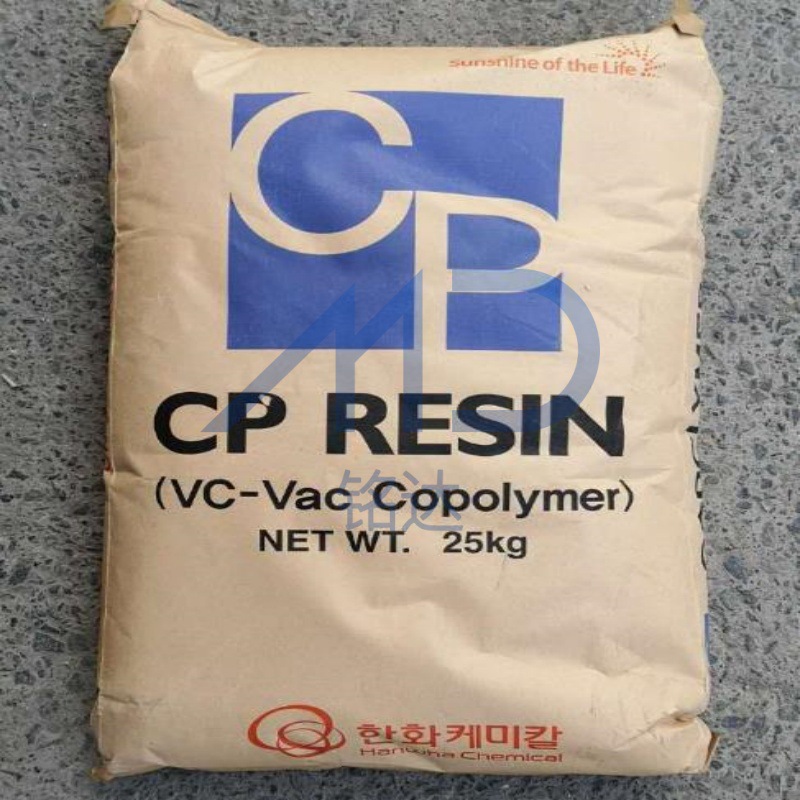 sunshine of the Life
CP
CP RESIN
(VC-Vac Copolymer)
铭达
NET WT. 25kg
한화케미칼
Hanwha Chemical